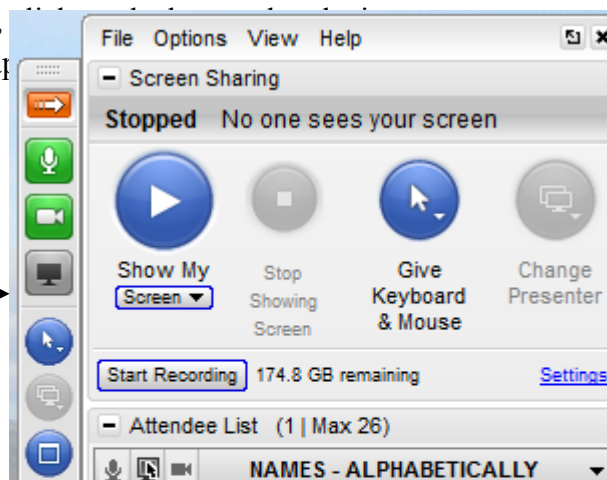 File Options View Help
Screen Sharing
Stopped No one sees your screen
Show My
Screen
Stop
Showing
Screen
Give
Keyboard
& Mouse
Change
Presenter
Start Recording 174.8 GB remaining Settings
Attendee List (1 | Max 26)
NAMES - ALPHABETICALLY